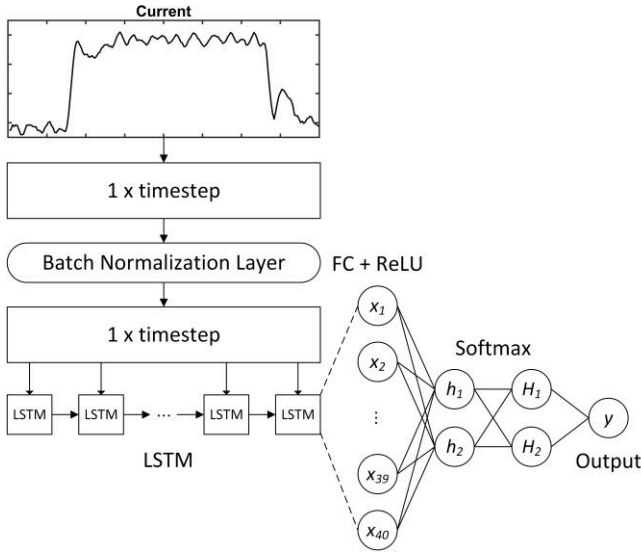 Current
1 x timestep
Batch Normalization Layer
1 x timestep
LSTM
LSTM
...
LSTM
LSTM
LSTM
FC + ReLU
x1
x2
⋮
x39
x40
Softmax
h1
h2
H1
H2
y
Output